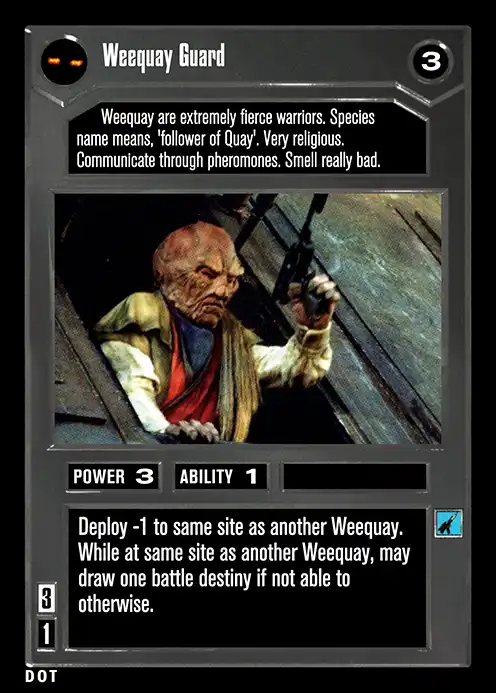 Weequay Guard
3
Weequay are extremely fierce warriors. Species
name means, 'follower of Quay'. Very religious.
Communicate through pheromones. Smell really bad.
POWER 3 ABILITY 1
Deploy -1 to same site as another Weequay.
While at same site as another Weequay, may
draw one battle destiny if not able to
otherwise.
3
1
DOT